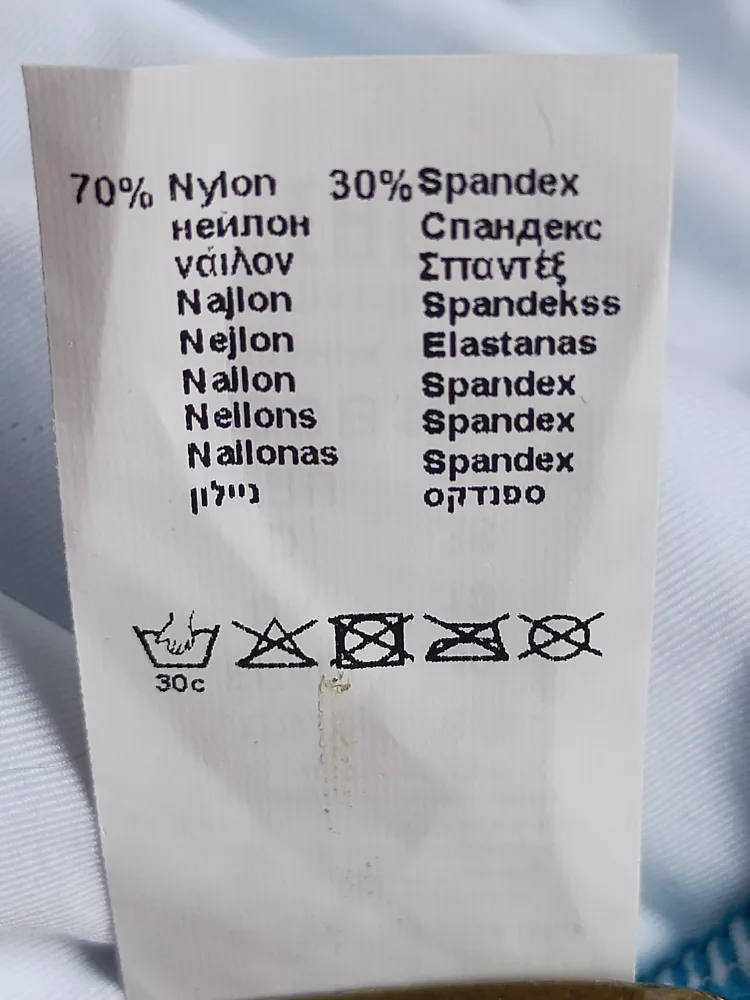 70% Nylon 30% Spandex
нейлон Спандекс
νάιλον Σπαντέξ
Najlon Spandekss
Nejlon Elastanas
Nailon Spandex
Neilons Spandex
Nailonas Spandex
ניילון ספנדקס
30c